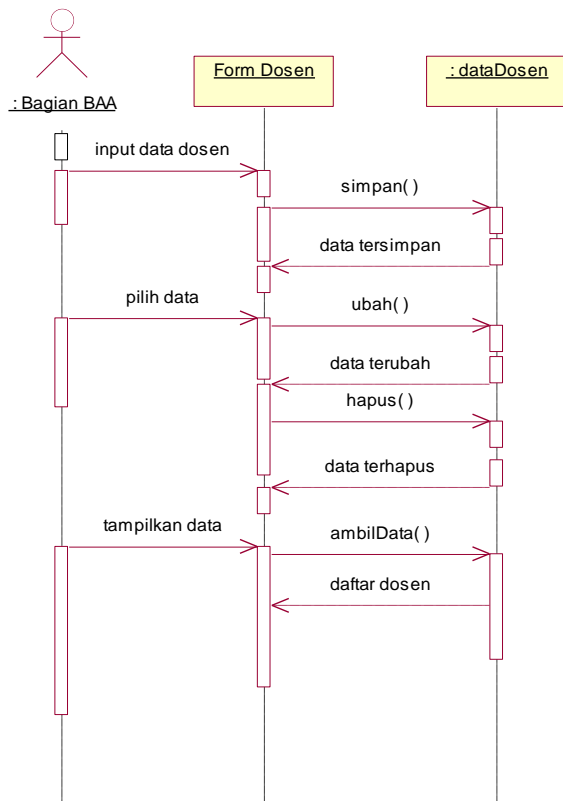 Form Dosen
: dataDosen
: Bagian BAA
input data dosen
simpan( )
data tersimpan
pilih data
ubah( )
data terubah
hapus( )
data terhapus
tampilkan data
ambilData( )
daftar dosen